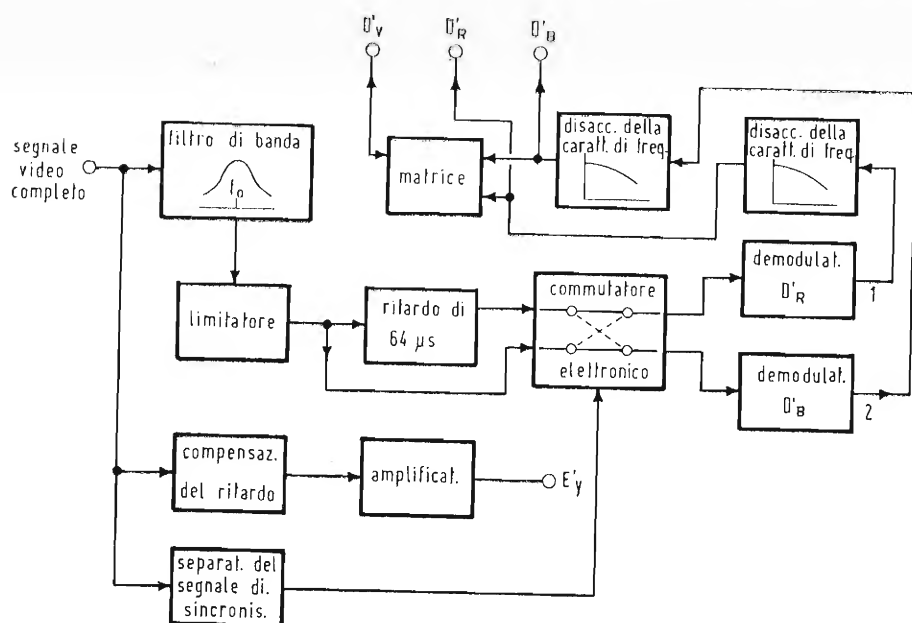 D'V
D'R
D'B
segnale
video
completo
filtro di banda
fo
matrice
disacc. della
caratt. di freq.
disacc. della
caratt. di freq.
limitatore
ritardo di
64 µs
commutatore
elettronico
demodulat.
D'R
1
demodulat.
D'B
2
compensaz.
del ritardo
amplificat.
E'y
separat. del
segnale di.
sincronis.